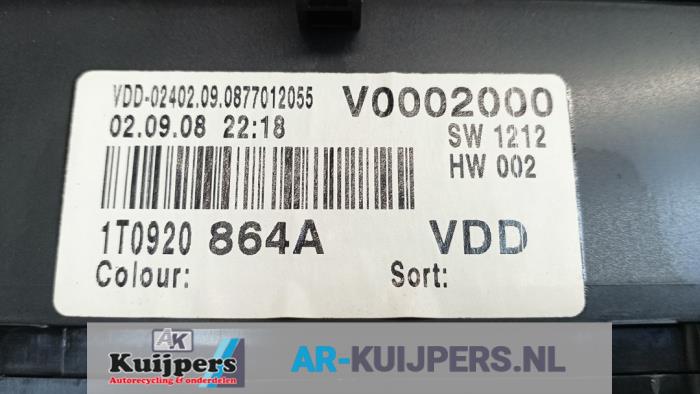 VDD-02402.09.0877012055 V0002000
02.09.08 22:18 SW 1212
HW 002
1T0920 864A VDD
Colour: Sort:
AK
Kuijpers
Autorecycling & onderdelen
AR-KUIJPERS.NL